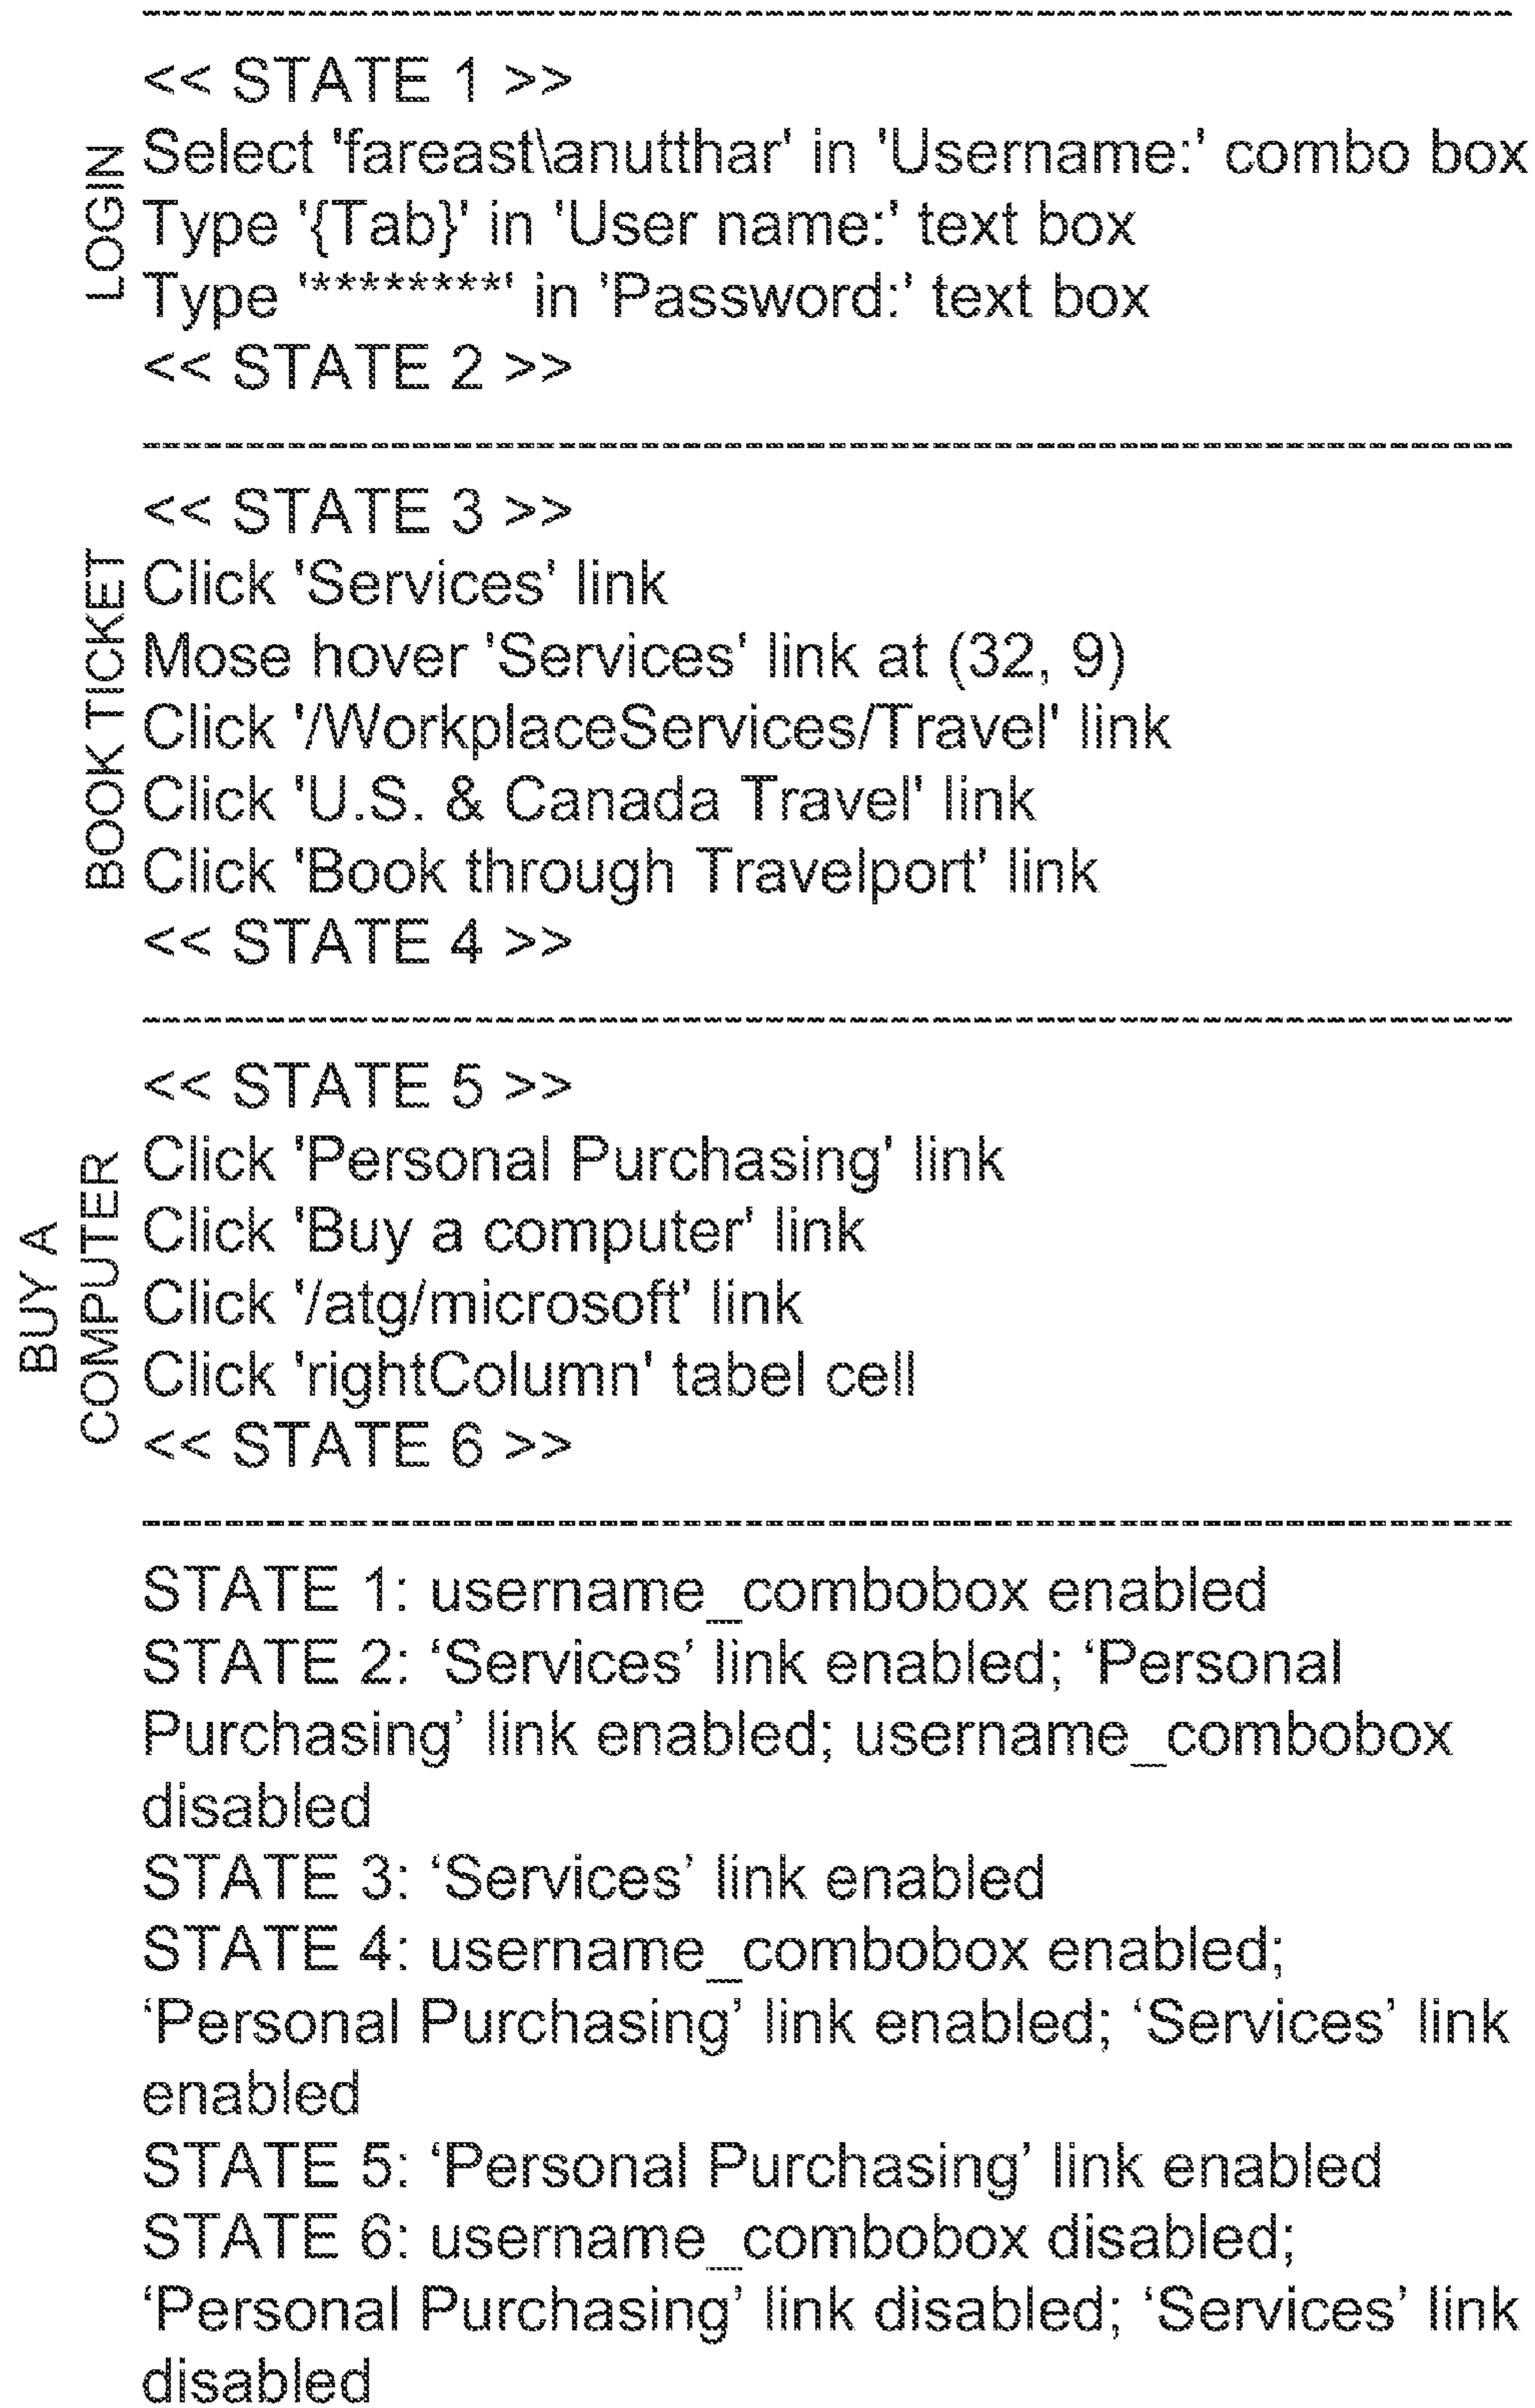 << STATE 1 >>
LOGIN
Select 'fareast\anutthar' in 'Username:' combo box
Type '{Tab}' in 'User name:' text box
Type '********' in 'Password:' text box
<< STATE 2 >>
<< STATE 3 >>
BOOK TICKET
Click 'Services' link
Mose hover 'Services' link at (32, 9)
Click '/WorkplaceServices/Travel' link
Click 'U.S. & Canada Travel' link
Click 'Book through Travelport' link
<< STATE 4 >>
<< STATE 5 >>
BUY A
COMPUTER
Click 'Personal Purchasing' link
Click 'Buy a computer' link
Click '/atg/microsoft' link
Click 'rightColumn' tabel cell
<< STATE 6 >>
STATE 1: username_combobox enabled
STATE 2: ‘Services’ link enabled; ‘Personal
Purchasing’ link enabled; username_combobox
disabled
STATE 3: ‘Services’ link enabled
STATE 4: username_combobox enabled;
‘Personal Purchasing’ link enabled; ‘Services’ link
enabled
STATE 5: ‘Personal Purchasing’ link enabled
STATE 6: username_combobox disabled;
‘Personal Purchasing’ link disabled; ‘Services’ link
disabled